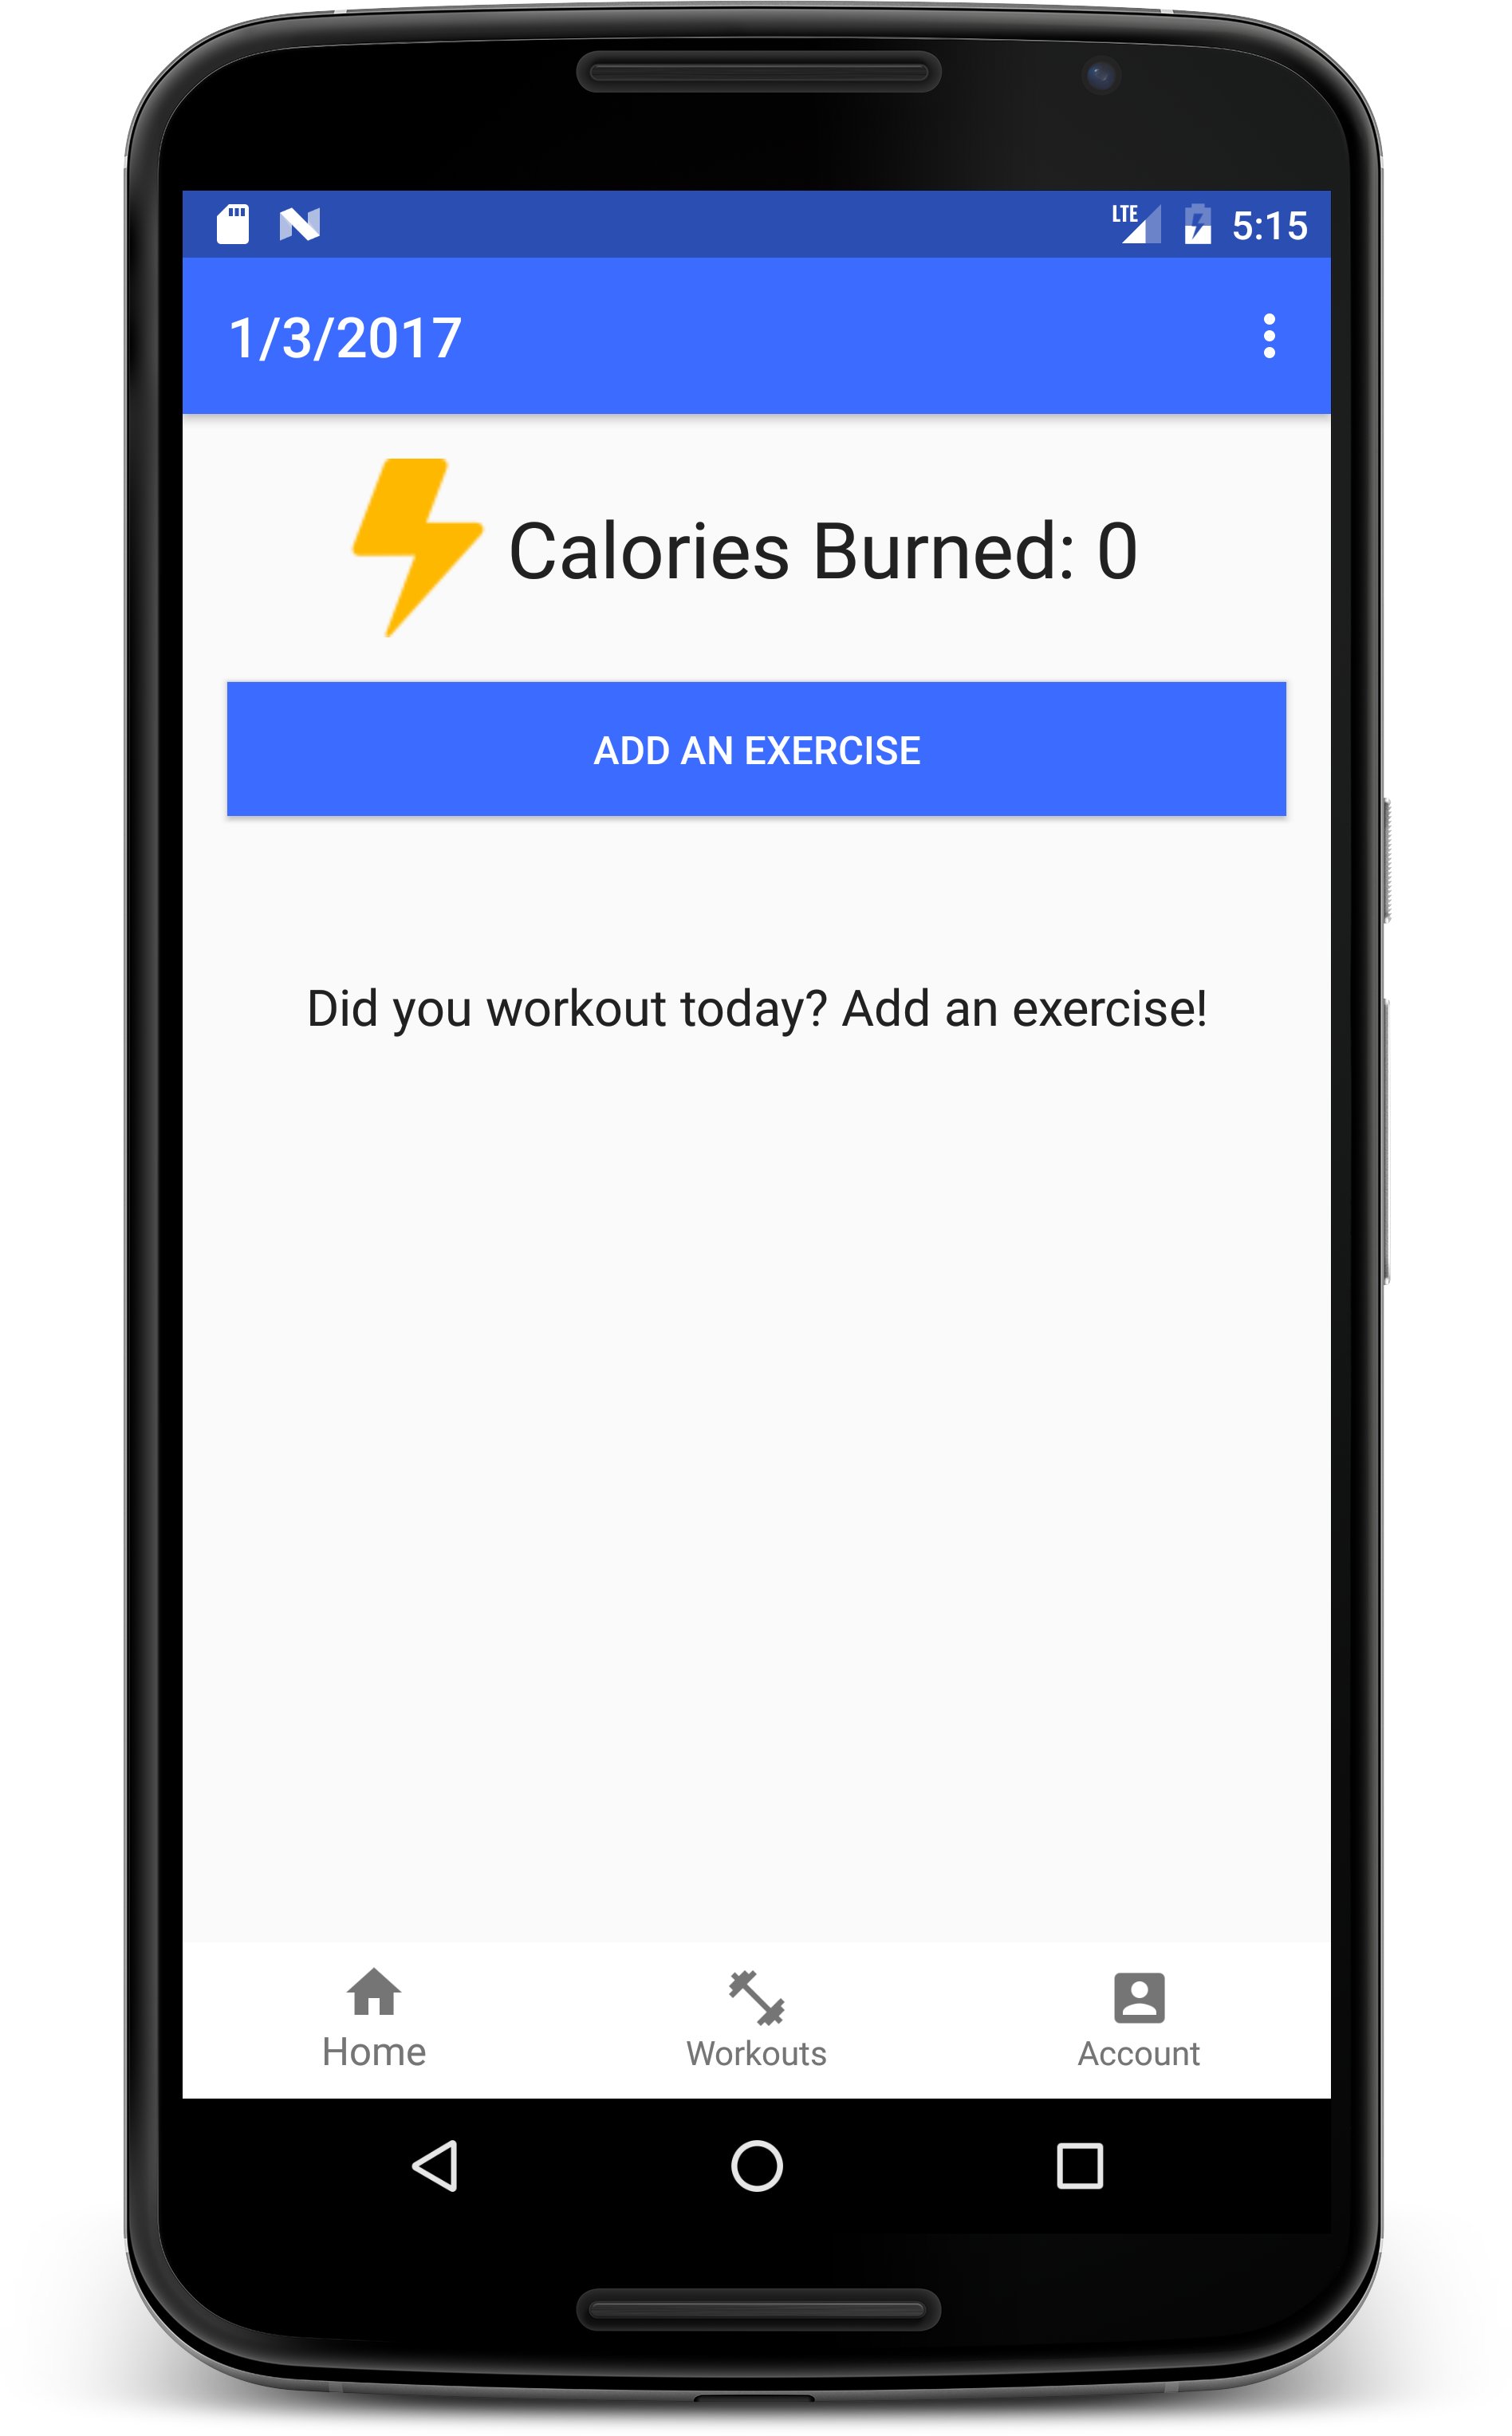 LTE 5:15
1/3/2017
Calories Burned: 0
ADD AN EXERCISE
Did you workout today? Add an exercise!
Home Workouts Account